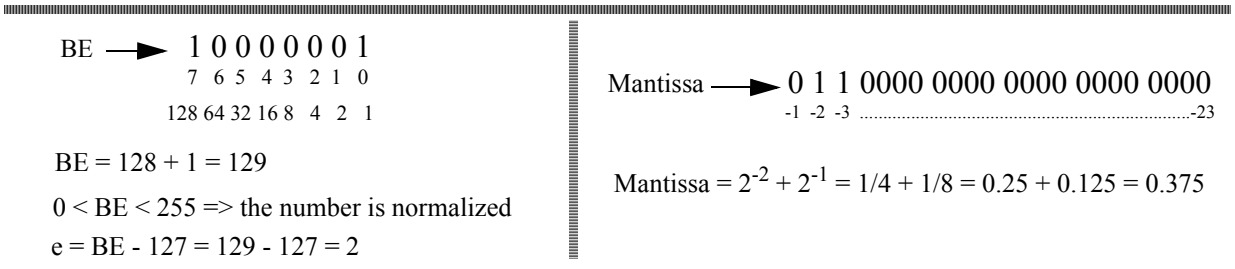 BE 1 0 0 0 0 0 0 1
7 6 5 4 3 2 1 0
128 64 32 16 8 4 2 1
BE = 128 + 1 = 129
0 < BE < 255 => the number is normalized
e = BE - 127 = 129 - 127 = 2
Mantissa 0 1 1 0000 0000 0000 0000 0000
-1 -2 -3 ......................................................................-23
Mantissa = 2^-2 + 2^-1 = 1/4 + 1/8 = 0.25 + 0.125 = 0.375